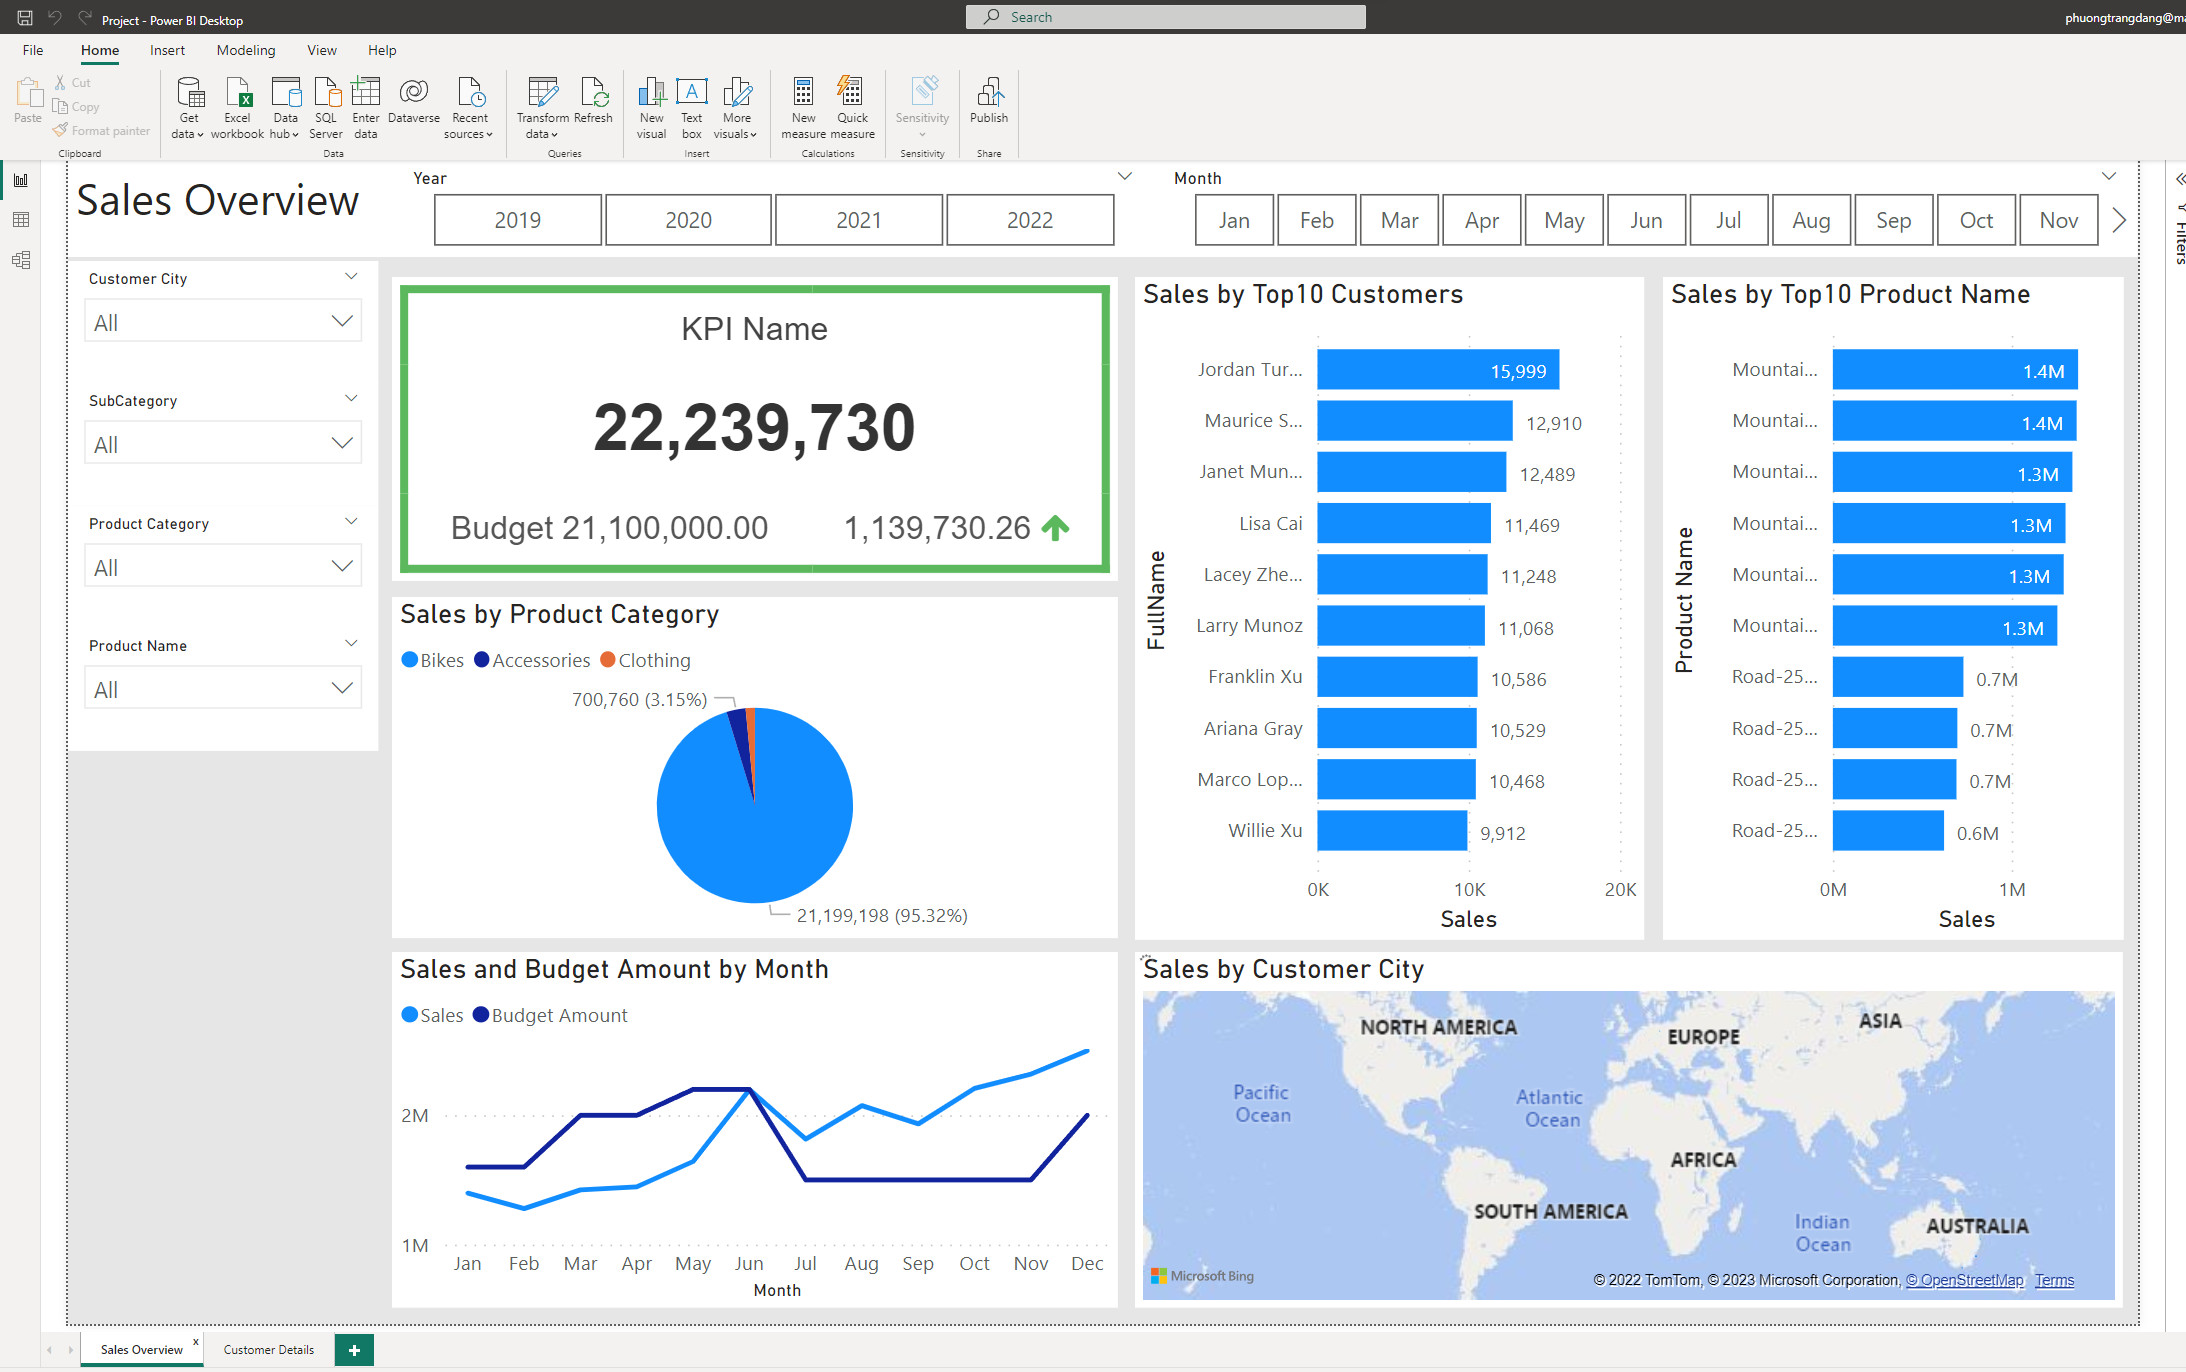 Project - Power BI Desktop
Search
phuongtrangdang@ma
File Home Insert Modeling View Help
Paste
Cut
Copy
Format painter
Clipboard
Get data
Excel workbook
Data hub
SQL Server
Enter data
Dataverse
Recent sources
Data
Transform data
Refresh
Queries
New visual
Text box
More visuals
Insert
New measure
Quick measure
Calculations
Sensitivity
Sensitivity
Publish
Share
Filters
Sales Overview
Year
2019 2020 2021 2022
Month
Jan Feb Mar Apr May Jun Jul Aug Sep Oct Nov
Customer City
All
SubCategory
All
Product Category
All
Product Name
All
KPI Name
22,239,730
Budget 21,100,000.00 1,139,730.26
Sales by Product Category
Bikes Accessories Clothing
700,760 (3.15%)
21,199,198 (95.32%)
Sales and Budget Amount by Month
Sales Budget Amount
2M
1M
Jan Feb Mar Apr May Jun Jul Aug Sep Oct Nov Dec
Month
Sales by Top10 Customers
FullName
Jordan Tur... 15,999
Maurice S... 12,910
Janet Mun... 12,489
Lisa Cai 11,469
Lacey Zhe... 11,248
Larry Munoz 11,068
Franklin Xu 10,586
Ariana Gray 10,529
Marco Lop... 10,468
Willie Xu 9,912
0K 10K 20K
Sales
Sales by Top10 Product Name
Product Name
Mountai... 1.4M
Mountai... 1.4M
Mountai... 1.3M
Mountai... 1.3M
Mountai... 1.3M
Mountai... 1.3M
Road-25... 0.7M
Road-25... 0.7M
Road-25... 0.7M
Road-25... 0.6M
0M 1M
Sales
Sales by Customer City
NORTH AMERICA
EUROPE
ASIA
Pacific Ocean
Atlantic Ocean
AFRICA
SOUTH AMERICA
Indian Ocean
AUSTRALIA
Microsoft Bing
© 2022 TomTom, © 2023 Microsoft Corporation, © OpenStreetMap Terms
Sales Overview x
Customer Details
+